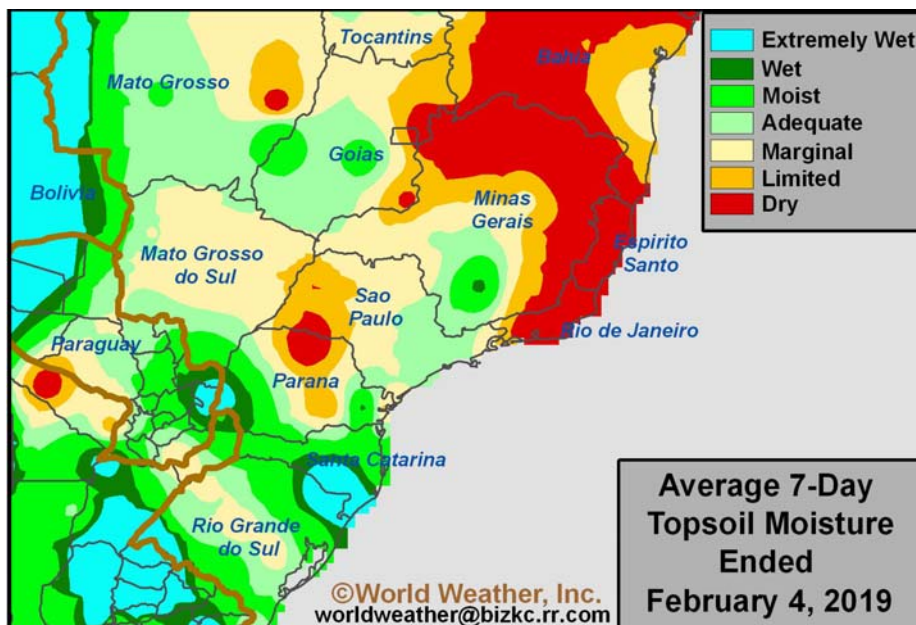 Tocantins
Bahia
Mato Grosso
Goias
Bolivia
Minas
Gerais
Mato Grosso
do Sul
Espirito
Santo
Sao
Paulo
Rio de Janeiro
Paraguay
Parana
Santa Catarina
Rio Grande
do Sul
Extremely Wet
Wet
Moist
Adequate
Marginal
Limited
Dry
Average 7-Day
Topsoil Moisture
Ended
February 4, 2019
©World Weather, Inc.
worldweather@bizkc.rr.com